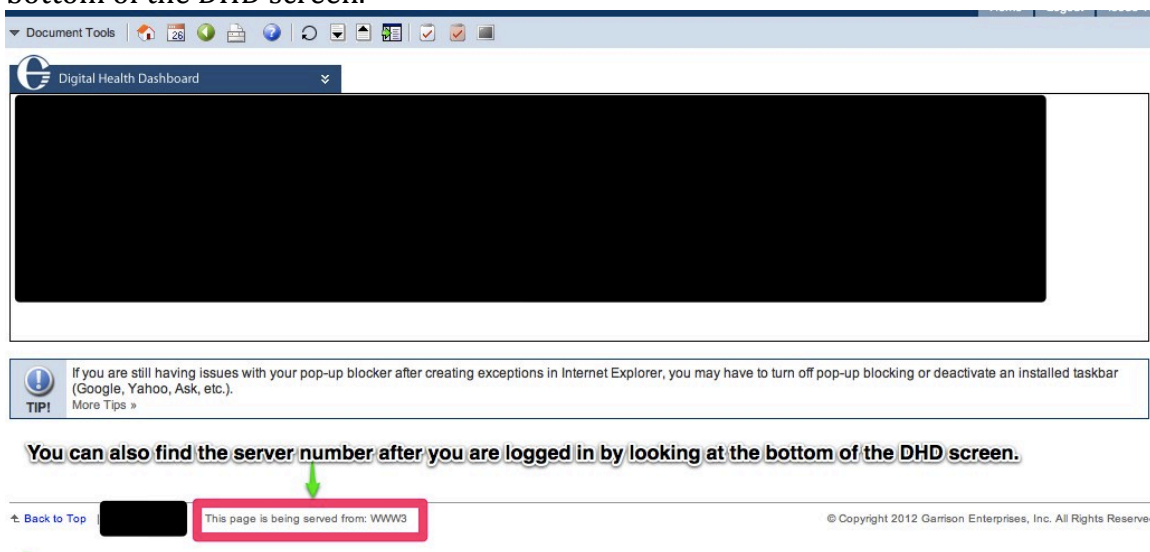 bottom of the DHD screen.
Document Tools
26
Digital Health Dashboard
If you are still having issues with your pop-up blocker after creating exceptions in Internet Explorer, you may have to turn off pop-up blocking or deactivate an installed taskbar
(Google, Yahoo, Ask, etc.).
TIP!
More Tips »
You can also find the server number after you are logged in by looking at the bottom of the DHD screen.
Back to Top |
This page is being served from: WWW3
© Copyright 2012 Garrison Enterprises, Inc. All Rights Reserve